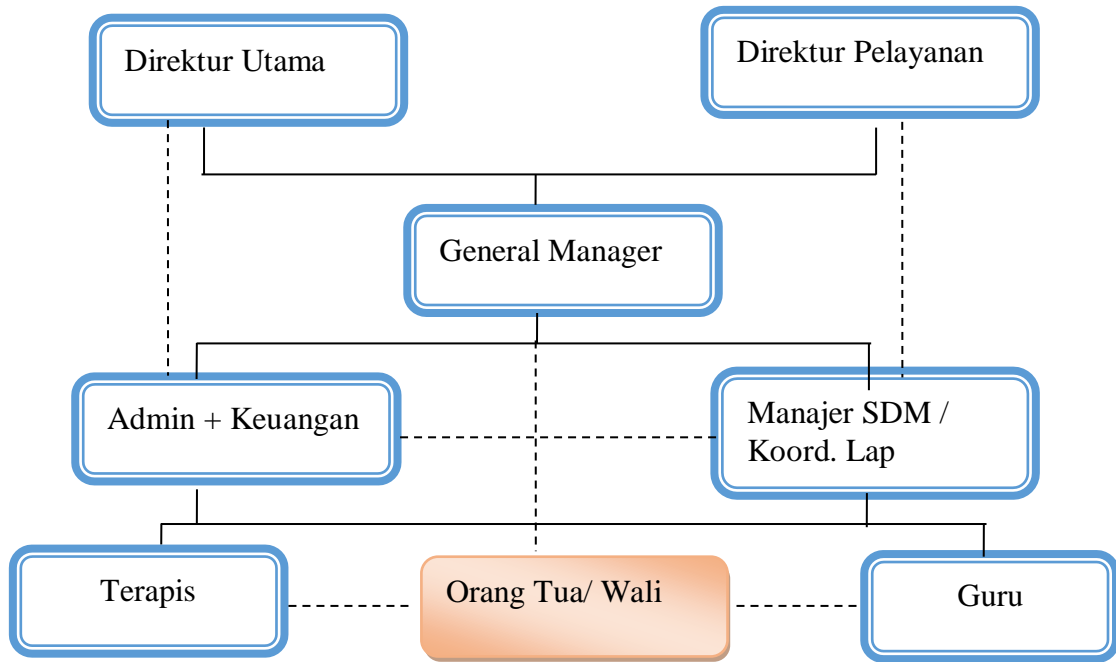 Direktur Utama
Direktur Pelayanan
General Manager
Admin + Keuangan
Manajer SDM /
Koord. Lap
Terapis
Orang Tua/ Wali
Guru